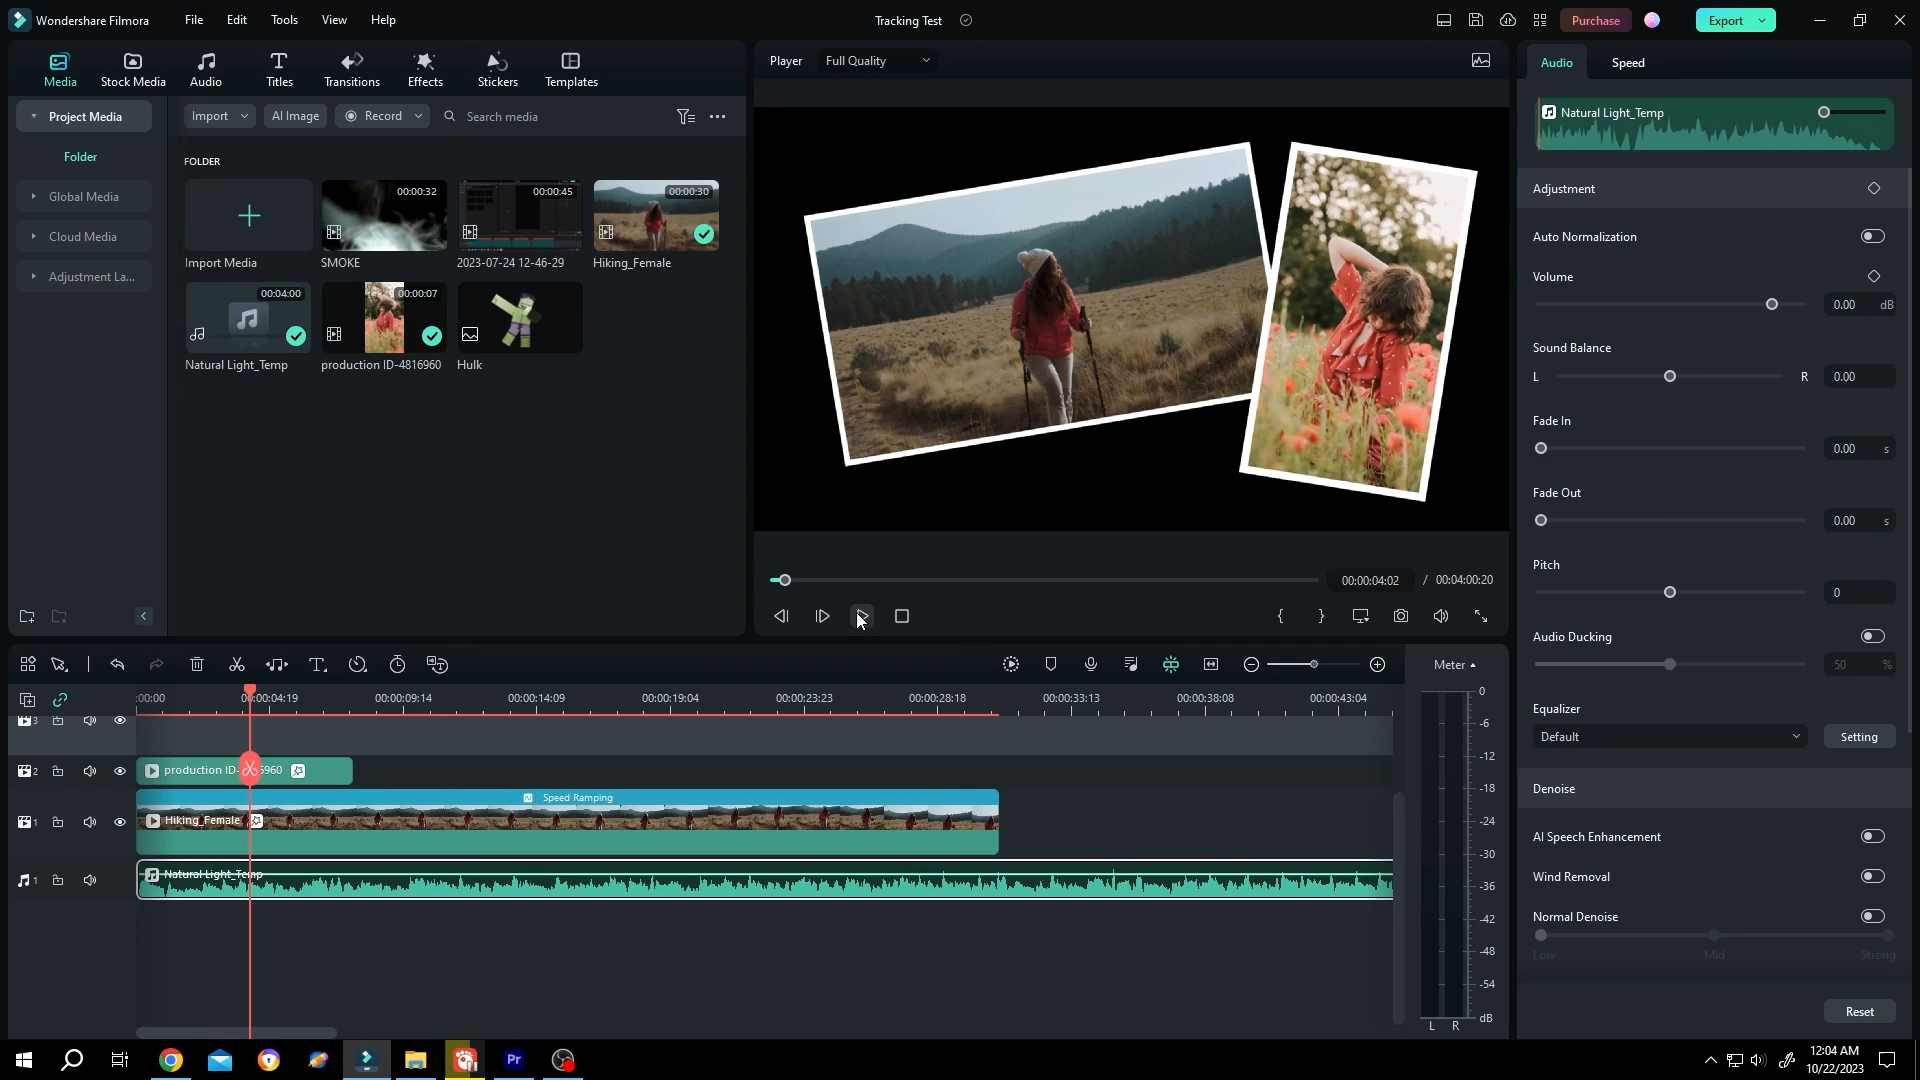 Wondershare Filmora
File Edit Tools View Help
Tracking Test
Purchase
Export
Media
Stock Media
Audio
Titles
Transitions
Effects
Stickers
Templates
Player
Full Quality
Audio
Speed
Project Media
Folder
Global Media
Cloud Media
Adjustment La...
Import
AI Image
Record
Search media
FOLDER
Import Media
00:00:32
SMOKE
00:00:45
2023-07-24 12-46-29
00:00:30
Hiking_Female
00:04:00
Natural Light_Temp
00:00:07
production ID-4816960
Hulk
00:00:04:02 / 00:04:00:20
Natural Light_Temp
Adjustment
Auto Normalization
Volume
0.00 dB
Sound Balance
L R 0.00
Fade In
0.00 s
Fade Out
0.00 s
Pitch
0
Audio Ducking
50 %
Equalizer
Default
Setting
Denoise
AI Speech Enhancement
Wind Removal
Normal Denoise
Low Mid Strong
Reset
Meter
:00:00 00:00:04:19 00:00:09:14 00:00:14:09 00:00:19:04 00:00:23:23 00:00:28:18 00:00:33:13 00:00:38:08 00:00:43:04
3
2
production ID- 6960
Speed Ramping
1
Hiking_Female
1
Natural Light_Temp
0
-6
-12
-18
-24
-30
-36
-42
-48
-54
dB
L R
Pr
12:04 AM
10/22/2023